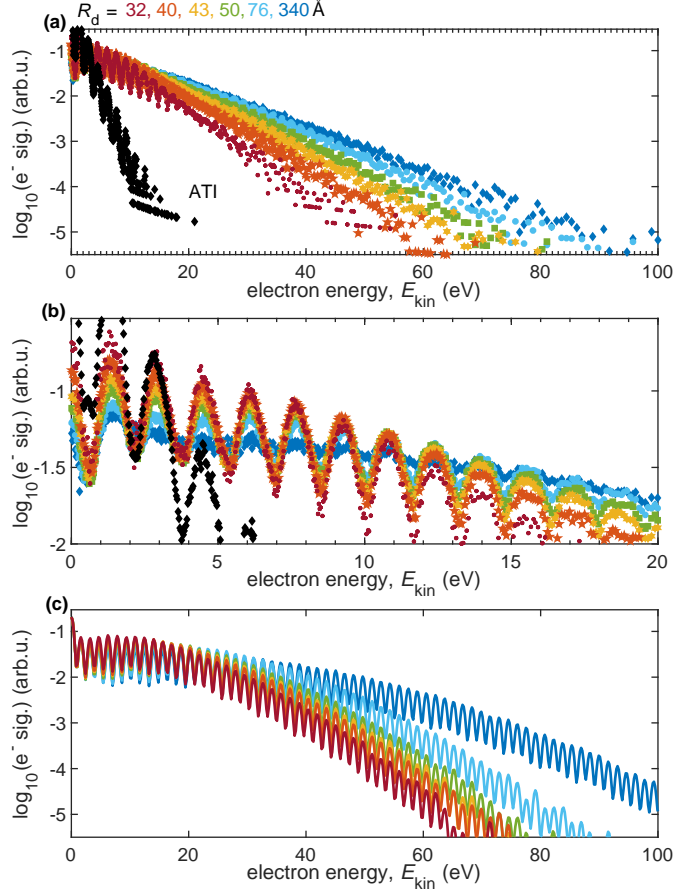 R_d = 32, 40, 43, 50, 76, 340 Å
(a)
-1
-2
-3
-4
-5
log10(e- sig.) (arb.u.)
ATI
0 20 40 60 80 100
electron energy, E_kin (eV)
(b)
-1
-1.5
-2
log10(e- sig.) (arb.u.)
0 5 10 15 20
electron energy, E_kin (eV)
(c)
-1
-2
-3
-4
-5
log10(e- sig.) (arb.u.)
0 20 40 60 80 100
electron energy, E_kin (eV)